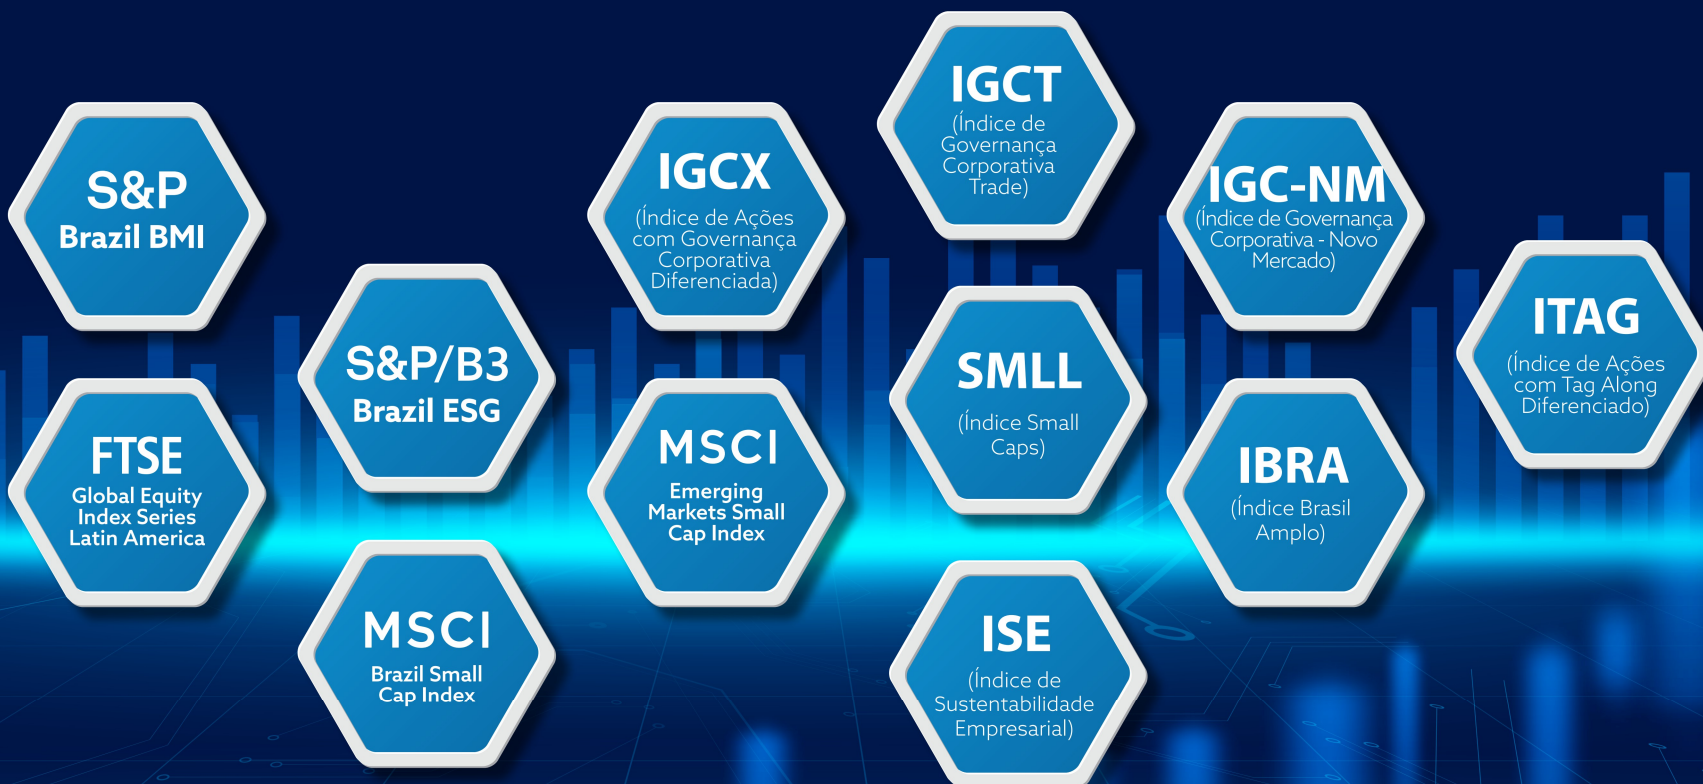 S&P
Brazil BMI
FTSE
Global Equity
Index Series
Latin America
S&P/B3
Brazil ESG
MSCI
Brazil Small
Cap Index
IGCX
(Índice de Ações
com Governança
Corporativa
Diferenciada)
MSCI
Emerging
Markets Small
Cap Index
IGCT
(Índice de
Governança
Corporativa
Trade)
SMLL
(Índice Small
Caps)
ISE
(Índice de
Sustentabilidade
Empresarial)
IGC-NM
(Índice de Governança
Corporativa - Novo
Mercado)
IBRA
(Índice Brasil
Amplo)
ITAG
(Índice de Ações
com Tag Along
Diferenciado)